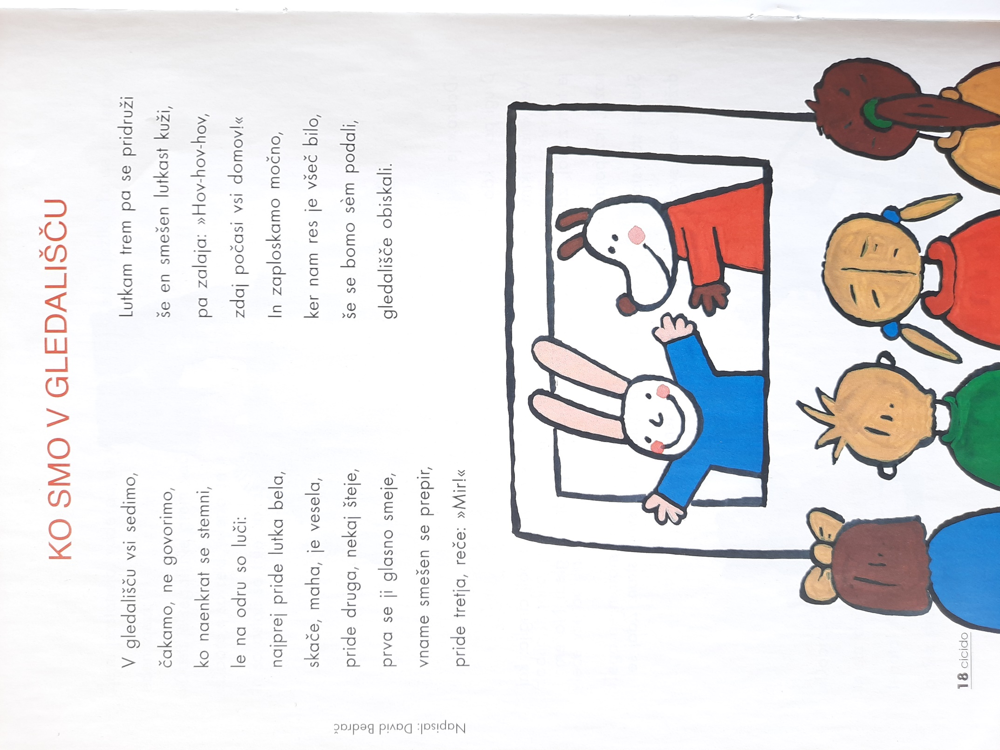 KO SMO V GLEDALIŠČU
V gledališču vsi sedimo,
čakamo, ne govorimo,
ko naenkrat se stemni,
le na odru so luči:
najprej pride lutka bela,
skače, maha, je vesela,
pride druga, nekaj šteje,
prva se ji glasno smeje,
vname smešen se prepir,
pride tretja, reče: »Mir!«
Lutkam trem pa se pridruži
še en smešen lutkast kuži,
pa zalaja: »Hov-hov-hov,
zdaj počasi vsi domov!«
In zaploskamo močno,
ker nam res je všeč bilo,
še se bomo sèm podali,
gledališče obiskali.
Napisal: David Bedrač
18 cicido